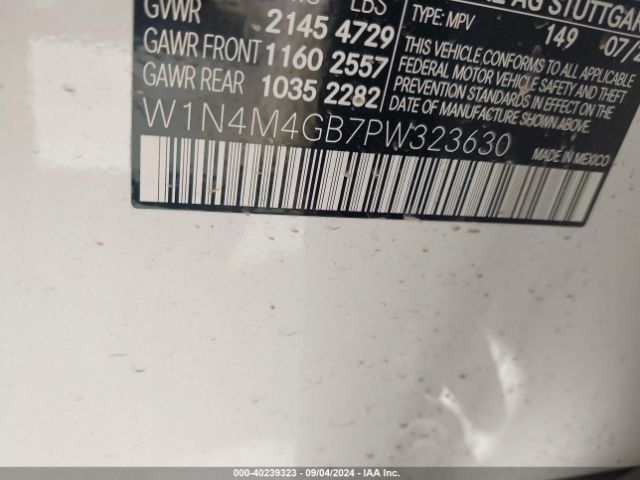 LBS
GVWR 2145 4729
GAWR FRONT 1160 2557
GAWR REAR 1035 2282
W1N4M4GB7PW323630
AG STUTTGA
TYPE: MPV 149 07/2
THIS VEHICLE CONFORMS TO ALL APPLICABLE
FEDERAL MOTOR VEHICLE SAFETY AND THEFT
PREVENTION STANDARDS IN EFFECT ON THE
DATE OF MANUFACTURE SHOWN ABOVE.
MADE IN MEXICO
000-40239323 - 09/04/2024 - IAA Inc.